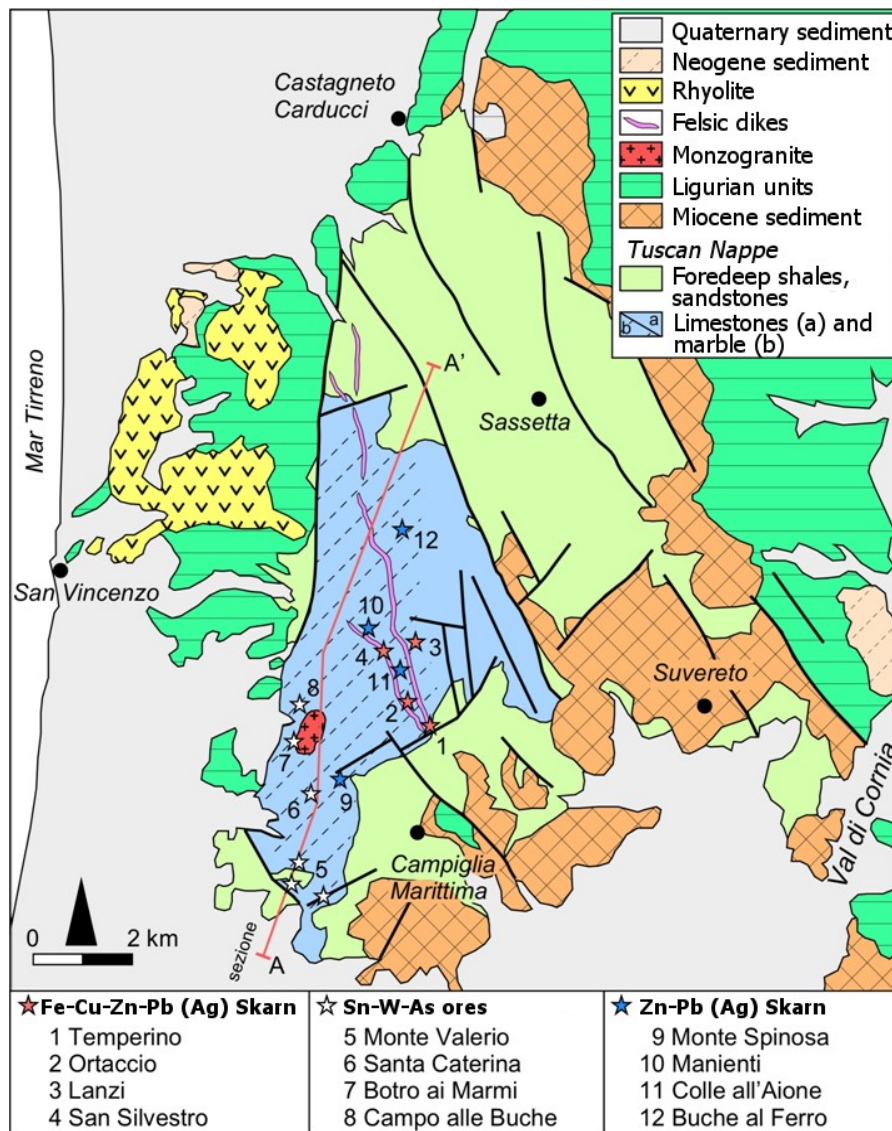 Quaternary sediment
Neogene sediment
Rhyolite
Felsic dikes
Monzogranite
Ligurian units
Miocene sediment
Tuscan Nappe
Foredeep shales,
sandstones
b a
Limestones (a) and
marble (b)
Castagneto
Carducci
Mar Tirreno
A'
Sassetta
12
San Vincenzo
10
3
4
11
Suvereto
8
2
1
7
9
6
Campiglia
Marittima
Val di Cornia
5
0 2 km
sezione
A
Fe-Cu-Zn-Pb (Ag) Skarn
1 Temperino
2 Ortaccio
3 Lanzi
4 San Silvestro
Sn-W-As ores
5 Monte Valerio
6 Santa Caterina
7 Botro ai Marmi
8 Campo alle Buche
Zn-Pb (Ag) Skarn
9 Monte Spinosa
10 Manienti
11 Colle all'Aione
12 Buche al Ferro